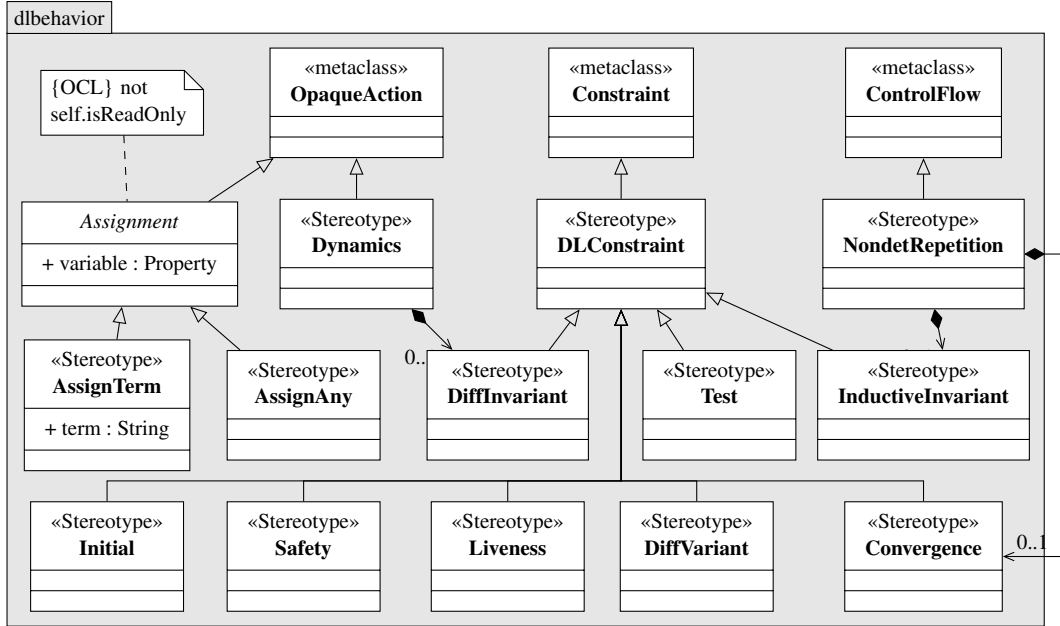 dlbehavior
{OCL} not
self.isReadOnly
«metaclass»
OpaqueAction
«metaclass»
Constraint
«metaclass»
ControlFlow
Assignment
+ variable : Property
«Stereotype»
Dynamics
«Stereotype»
DLConstraint
«Stereotype»
NondetRepetition
«Stereotype»
AssignTerm
+ term : String
«Stereotype»
AssignAny
0..
«Stereotype»
DiffInvariant
«Stereotype»
Test
«Stereotype»
InductiveInvariant
«Stereotype»
Initial
«Stereotype»
Safety
«Stereotype»
Liveness
«Stereotype»
DiffVariant
«Stereotype»
Convergence
0..1